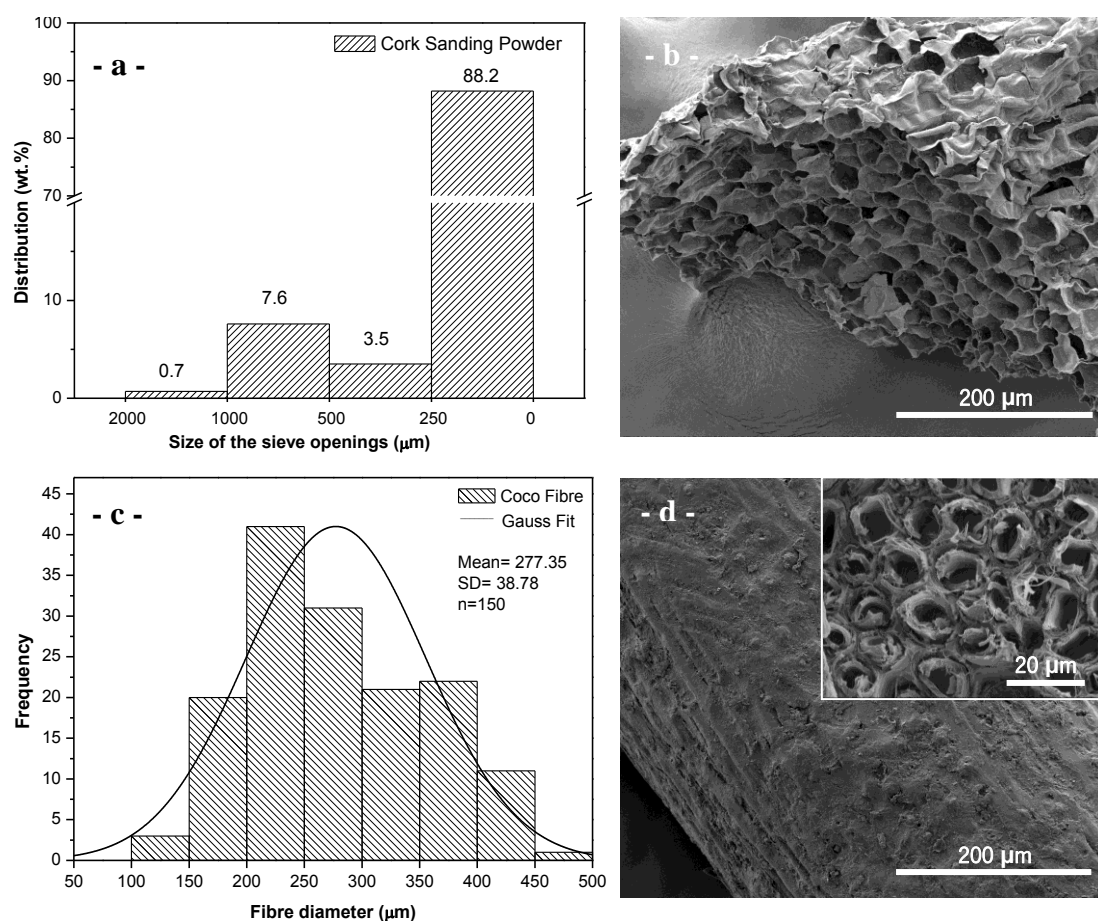 - a -
Cork Sanding Powder
Distribution (wt.%)
100
90
80
70
10
0
0.7
7.6
3.5
88.2
2000
1000
500
250
0
Size of the sieve openings (μm)
- b -
200 μm
- c -
Coco Fibre
Gauss Fit
Mean= 277.35
SD= 38.78
n=150
Frequency
45
40
35
30
25
20
15
10
5
0
50
100
150
200
250
300
350
400
450
500
Fibre diameter (μm)
- d -
20 μm
200 μm